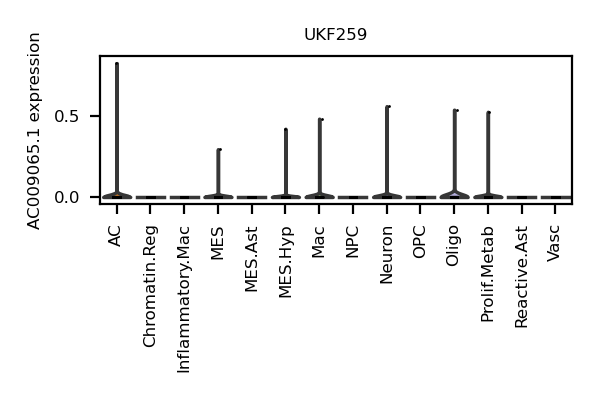 UKF259
AC009065.1 expression
0.5
0.0
AC
Chromatin.Reg
Inflammatory.Mac
MES
MES.Ast
MES.Hyp
Mac
NPC
Neuron
OPC
Oligo
Prolif.Metab
Reactive.Ast
Vasc